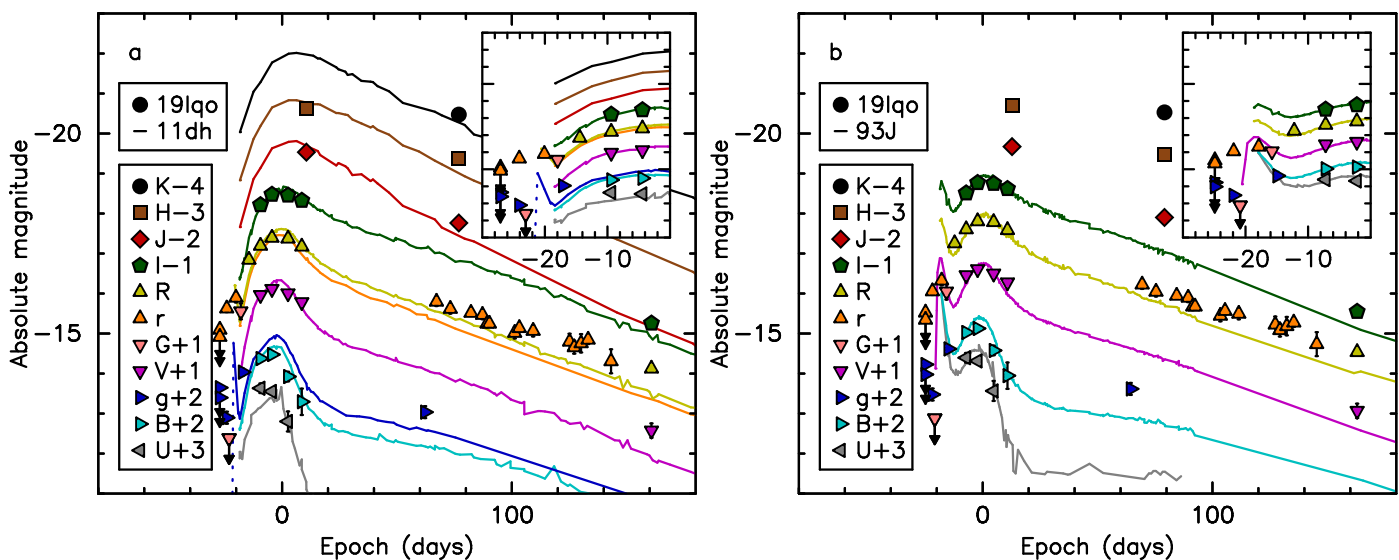 a
19lqo
– 11dh
K–4
H–3
J–2
I–1
R
r
G+1
V+1
g+2
B+2
U+3
Absolute magnitude
−20
−15
0
100
Epoch (days)
−20
−10
b
19lqo
– 93J
K–4
H–3
J–2
I–1
R
r
G+1
V+1
g+2
B+2
U+3
Absolute magnitude
−20
−15
0
100
Epoch (days)
−20
−10